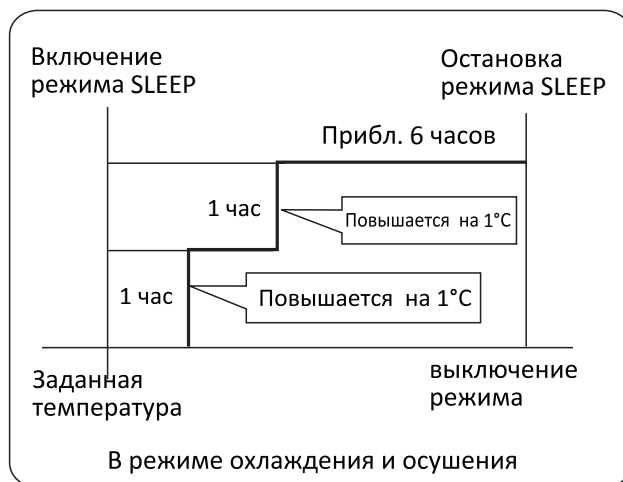 Включение
режима SLEEP
Остановка
режима SLEEP
Прибл. 6 часов
1 час
Повышается на 1°C
1 час
Повышается на 1°C
Заданная
температура
выключение
режима
В режиме охлаждения и осушения